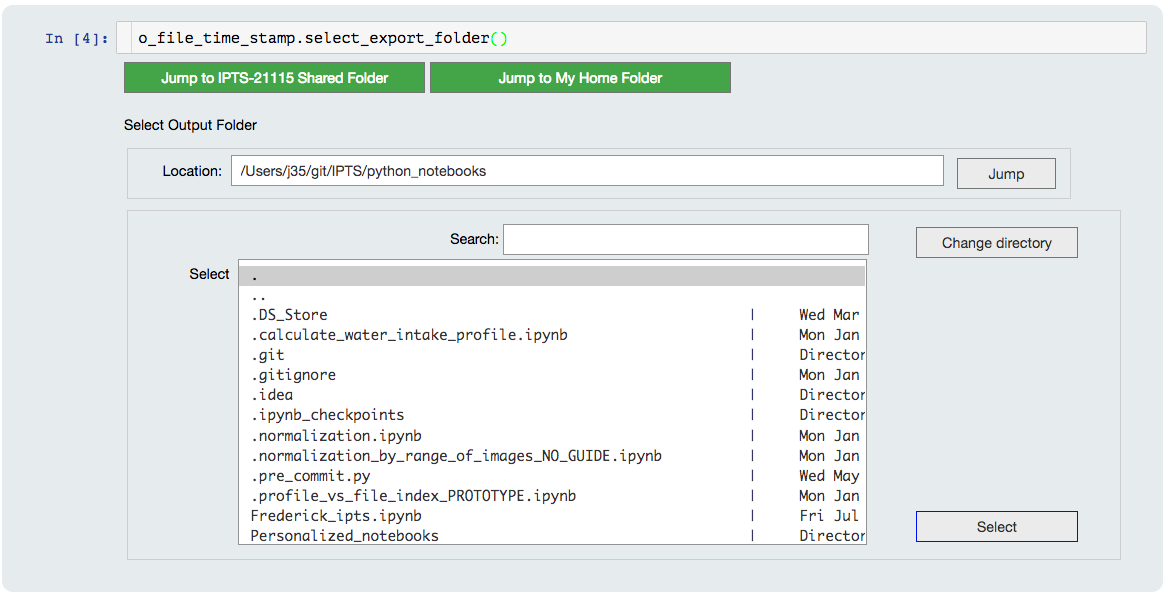 In [4]: o_file_time_stamp.select_export_folder()
Jump to IPTS-21115 Shared Folder Jump to My Home Folder
Select Output Folder
Location: /Users/j35/git/IPTS/python_notebooks Jump
Search: Change directory
Select .
..
.DS_Store | Wed Mar
.calculate_water_intake_profile.ipynb | Mon Jan
.git | Director
.gitignore | Mon Jan
.idea | Director
.ipynb_checkpoints | Director
.normalization.ipynb | Mon Jan
.normalization_by_range_of_images_NO_GUIDE.ipynb | Mon Jan
.pre_commit.py | Wed May
.profile_vs_file_index_PROTOTYPE.ipynb | Mon Jan
Frederick_ipts.ipynb | Fri Jul
Personalized_notebooks | Director
Select